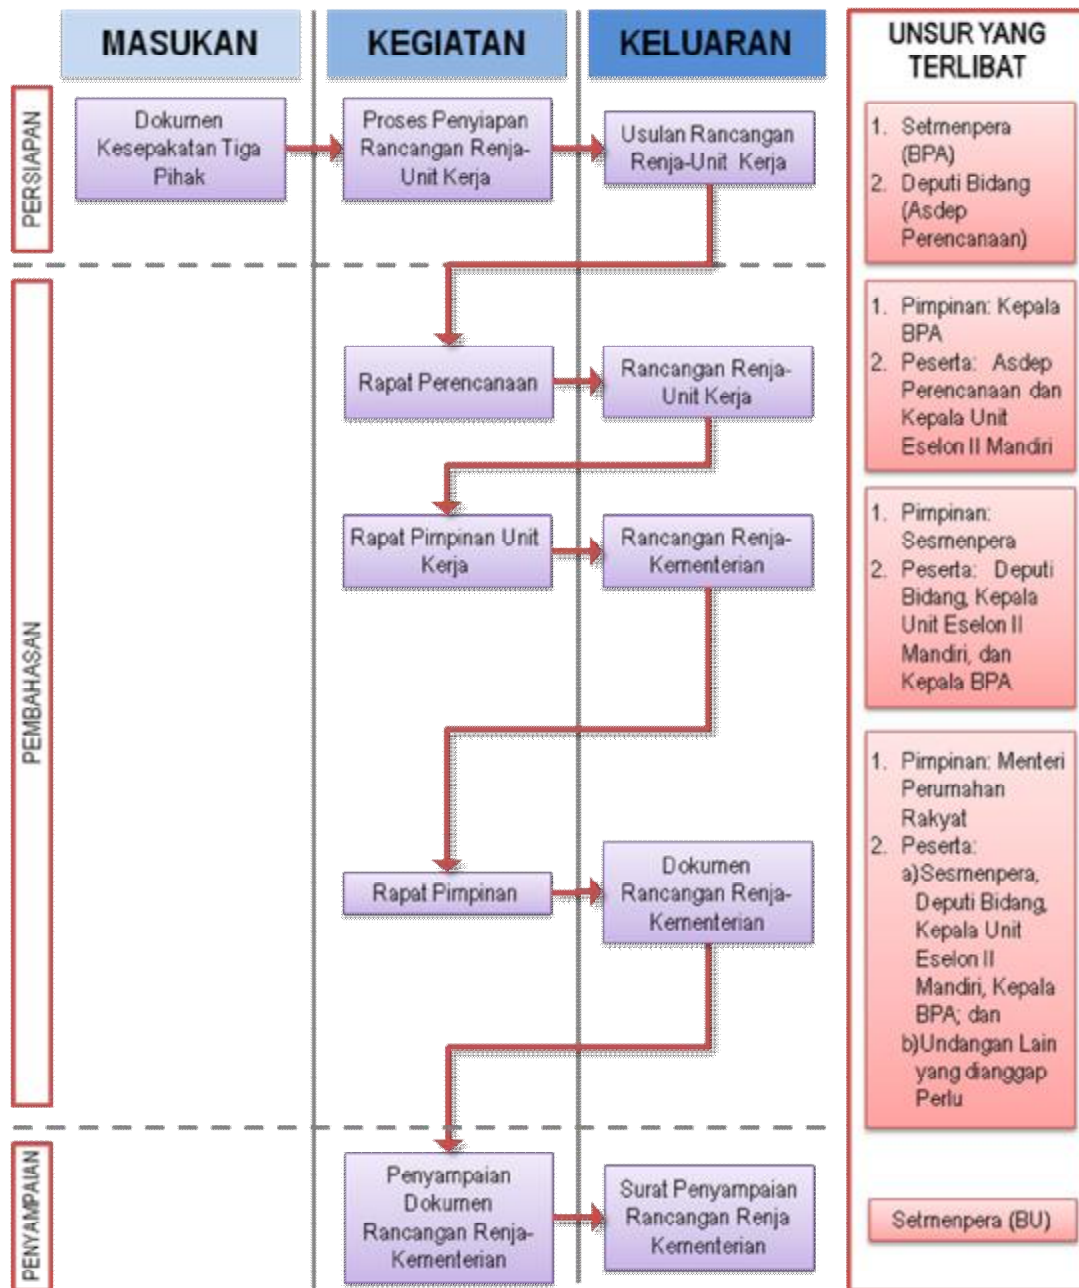 MASUKAN
KEGIATAN
KELUARAN
UNSUR YANG
TERLIBAT
PERSIAPAN
Dokumen
Kesepakatan Tiga
Pihak
Proses Penyiapan
Rancangan Renja-
Unit Kerja
Usulan Rancangan
Renja-Unit Kerja
1. Setmenpera
(BPA)
2. Deputi Bidang
(Asdep
Perencanaan)
PEMBAHASAN
Rapat Perencanaan
Rancangan Renja-
Unit Kerja
1. Pimpinan: Kepala
BPA
2. Peserta: Asdep
Perencanaan dan
Kepala Unit
Eselon II Mandiri
Rapat Pimpinan Unit
Kerja
Rancangan Renja-
Kementerian
1. Pimpinan:
Sesmenpera
2. Peserta: Deputi
Bidang, Kepala
Unit Eselon II
Mandiri, dan
Kepala BPA
Rapat Pimpinan
Dokumen
Rancangan Renja-
Kementerian
1. Pimpinan: Menteri
Perumahan
Rakyat
2. Peserta:
a)Sesmenpera,
Deputi Bidang,
Kepala Unit
Eselon II
Mandiri, Kepala
BPA; dan
b)Undangan Lain
yang dianggap
Perlu
PENYAMPAIAN
Penyampaian
Dokumen
Rancangan Renja-
Kementerian
Surat Penyampaian
Rancangan Renja
Kementerian
Setmenpera (BU)